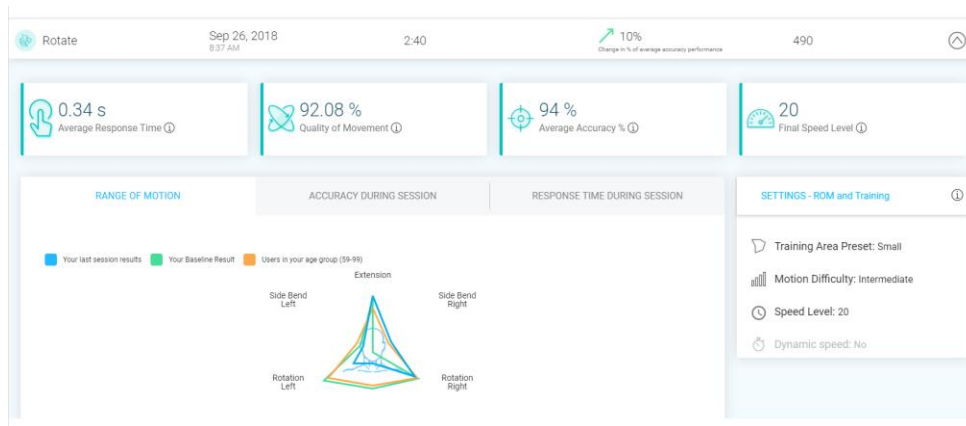 Rotate
Sep 26, 2018
8:37 AM
2:40
10%
Change in % of average accuracy performance
490
0.34 s
Average Response Time
92.08 %
Quality of Movement
94 %
Average Accuracy %
20
Final Speed Level
RANGE OF MOTION
ACCURACY DURING SESSION
RESPONSE TIME DURING SESSION
SETTINGS - ROM and Training
Your last session results
Your Baseline Result
Users in your age group (59-99)
Extension
Side Bend
Left
Side Bend
Right
Rotation
Left
Rotation
Right
Training Area Preset: Small
Motion Difficulty: Intermediate
Speed Level: 20
Dynamic speed: No